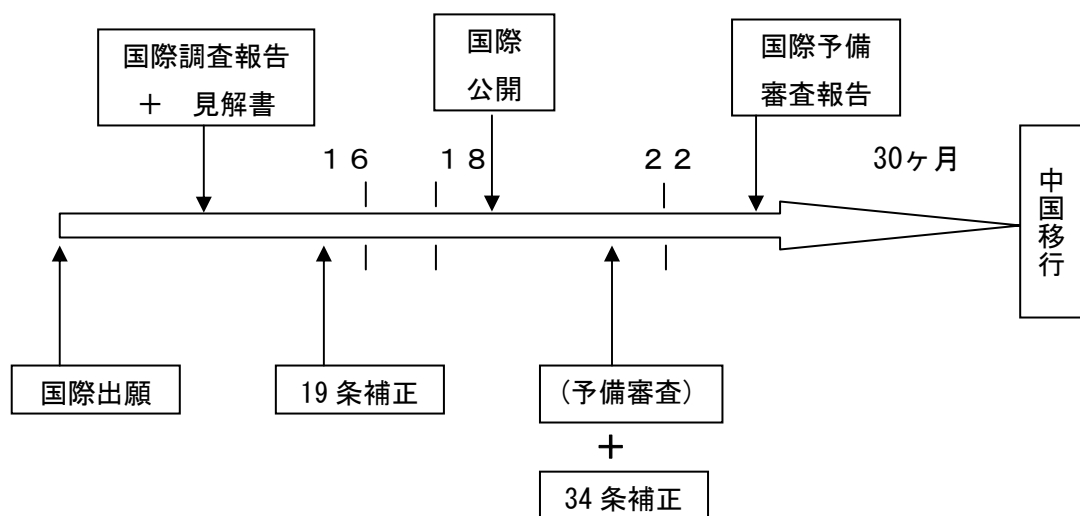 国際調査報告
＋ 見解書
国際
公開
国際予備
審査報告
１６
１８
２２
30ヶ月
中国移行
国際出願
19 条補正
(予備審査)
＋
34 条補正